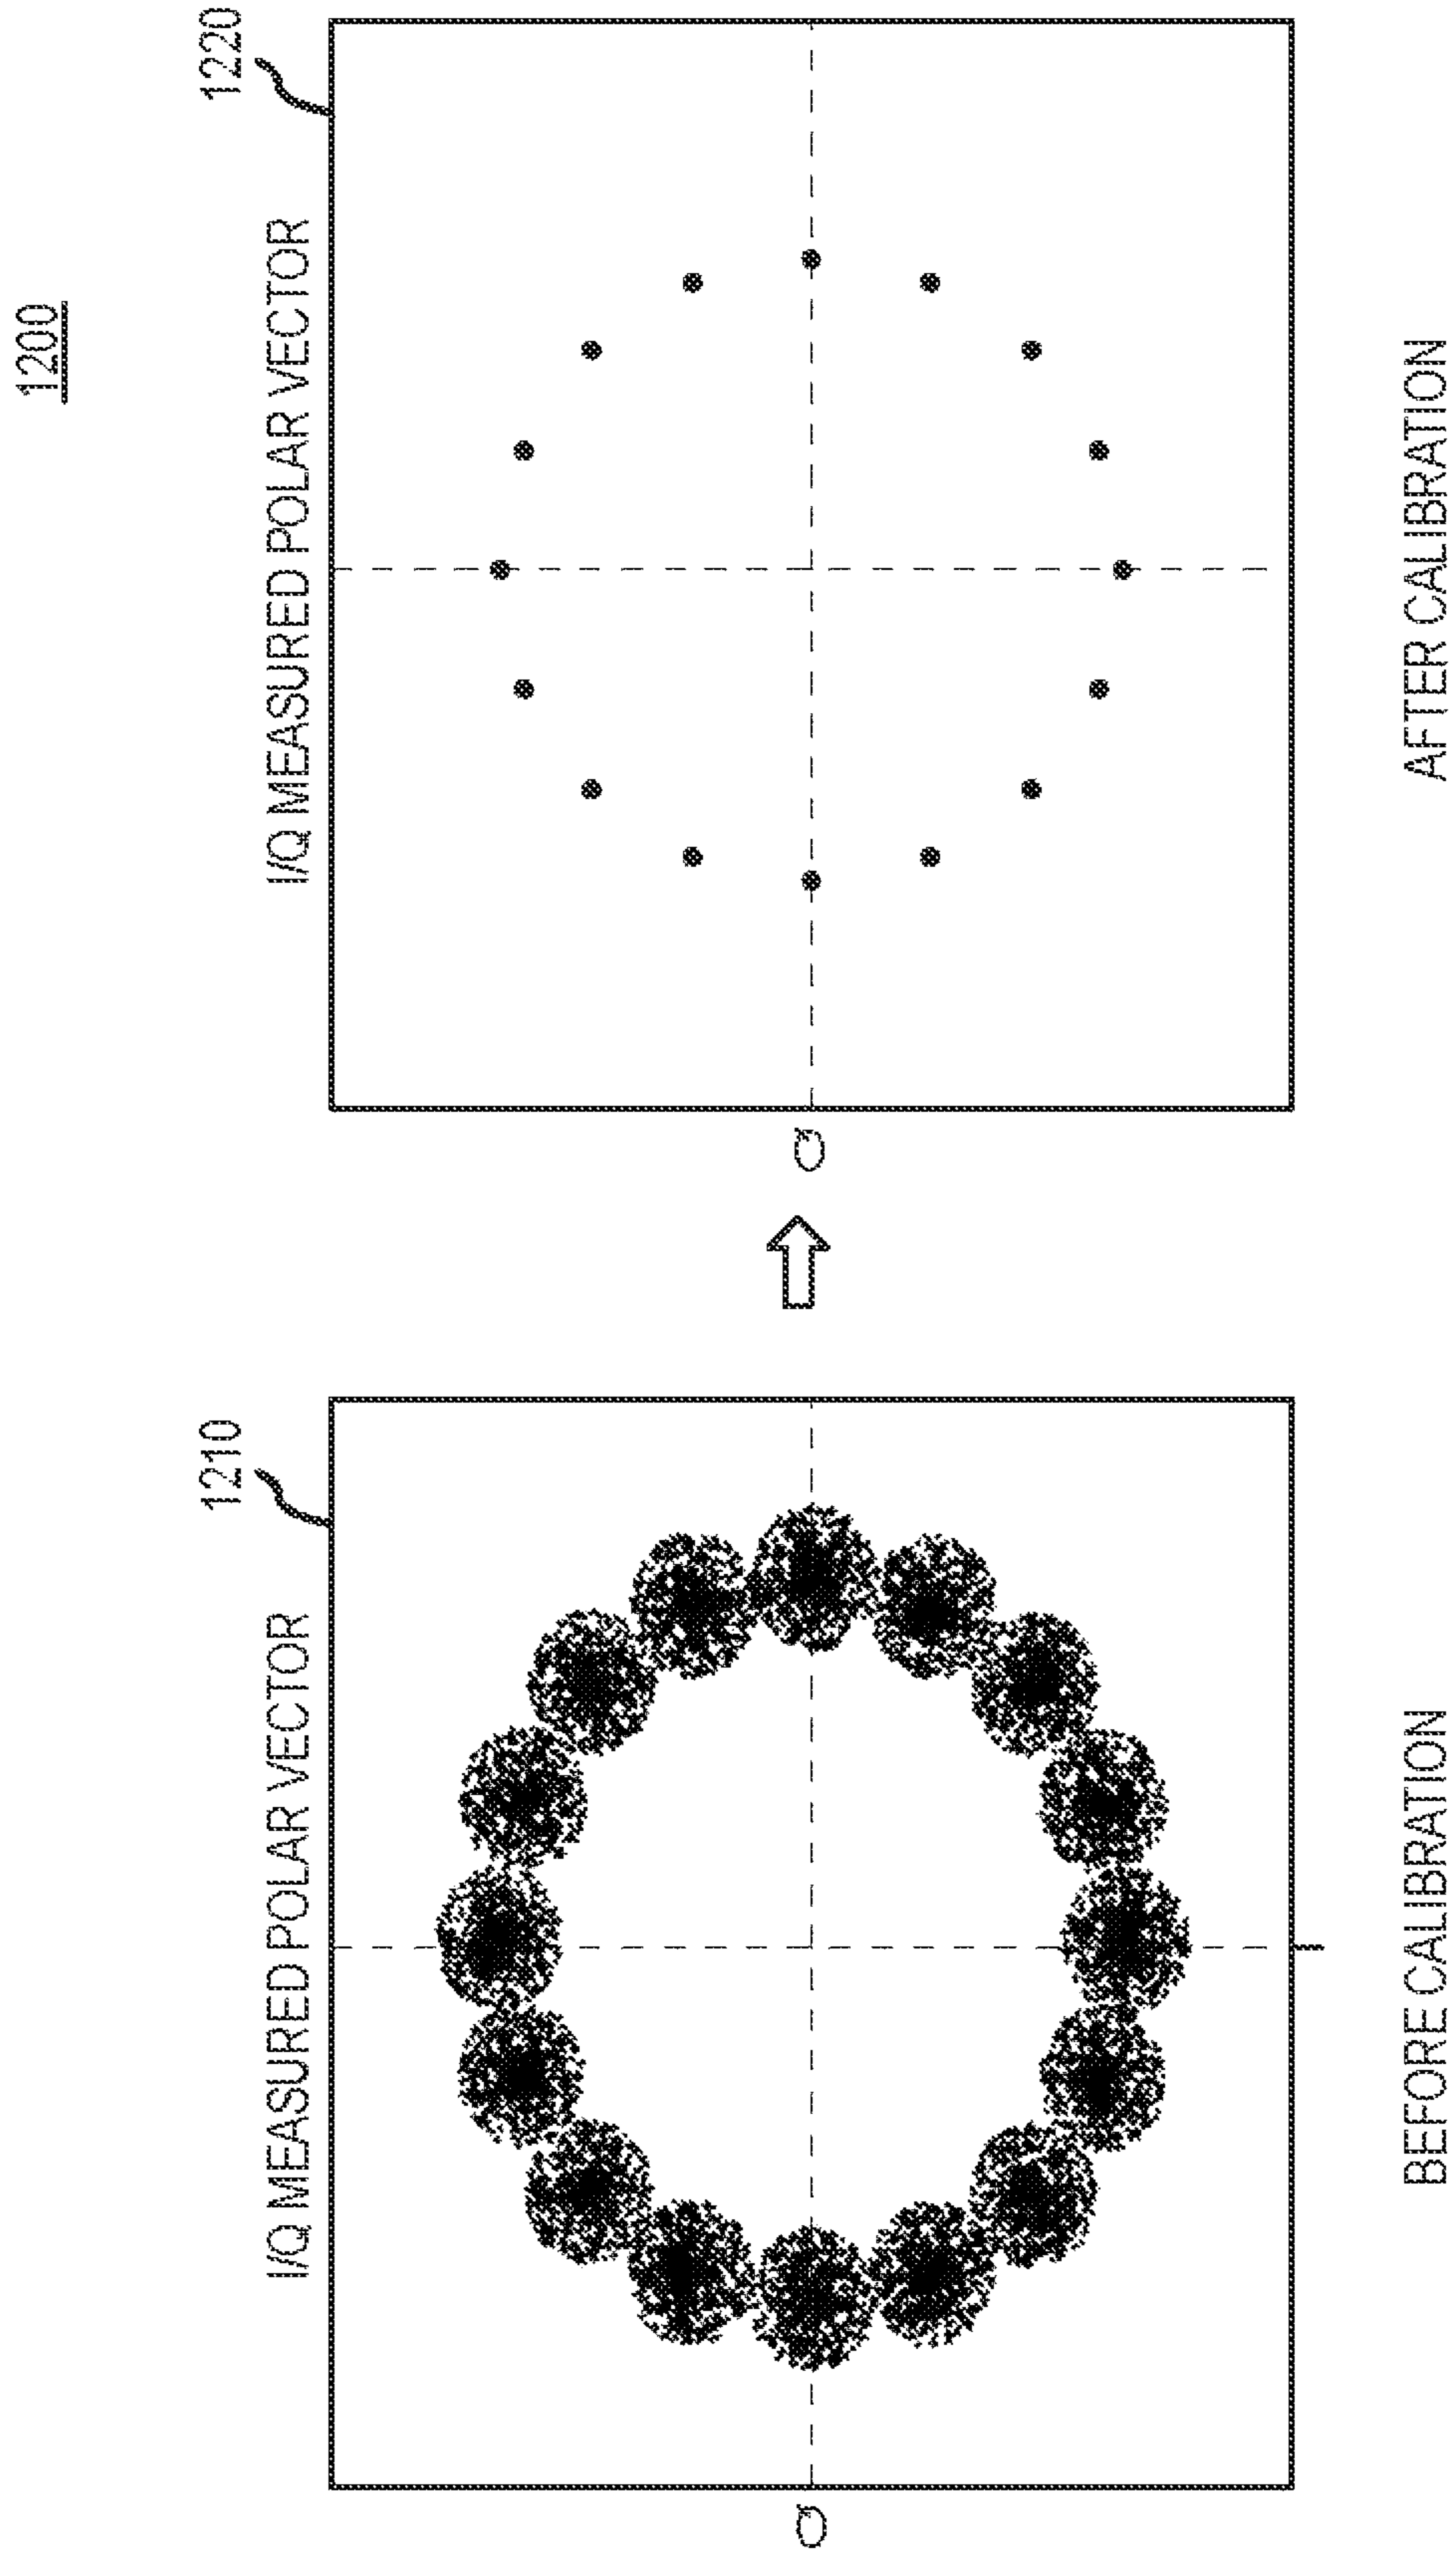 1200
1210
I/Q MEASURED POLAR VECTOR
Q
I
BEFORE CALIBRATION
1220
I/Q MEASURED POLAR VECTOR
Q
AFTER CALIBRATION